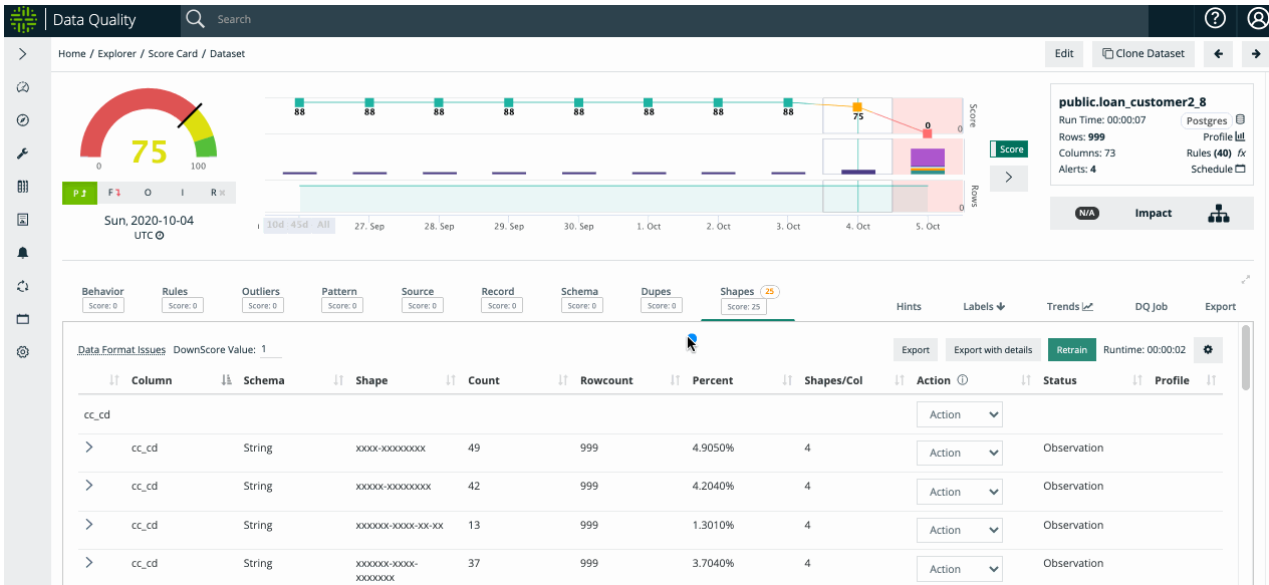 Data Quality
Search
Home / Explorer / Score Card / Dataset
Edit
Clone Dataset
75
0
100
P
F
O
I
R
Sun, 2020-10-04
UTC
88 88 88 88 88 88 88 75 0
0
Score
0
Rows
10d 45d All
27. Sep 28. Sep 29. Sep 30. Sep 1. Oct 2. Oct 3. Oct 4. Oct 5. Oct
Score
public.loan_customer2_8
Run Time: 00:00:07 Postgres
Rows: 999 Profile
Columns: 73 Rules (40) fx
Alerts: 4 Schedule
N/A Impact
Behavior Rules Outliers Pattern Source Record Schema Dupes Shapes 25
Score: 0 Score: 0 Score: 0 Score: 0 Score: 0 Score: 0 Score: 0 Score: 0 Score: 25
Hints Labels Trends DQ Job Export
Data Format Issues DownScore Value: 1 Export Export with details Retrain Runtime: 00:00:02
Column Schema Shape Count Rowcount Percent Shapes/Col Action Status Profile
cc_cd Action
cc_cd String xxxx-xxxxxxxx 49 999 4.9050% 4 Action Observation
cc_cd String xxxxx-xxxxxxxx 42 999 4.2040% 4 Action Observation
cc_cd String xxxxxx-xxxx-xx-xx 13 999 1.3010% 4 Action Observation
cc_cd String xxxxxx-xxxx- 37 999 3.7040% 4 Action Observation
xxxxxxx